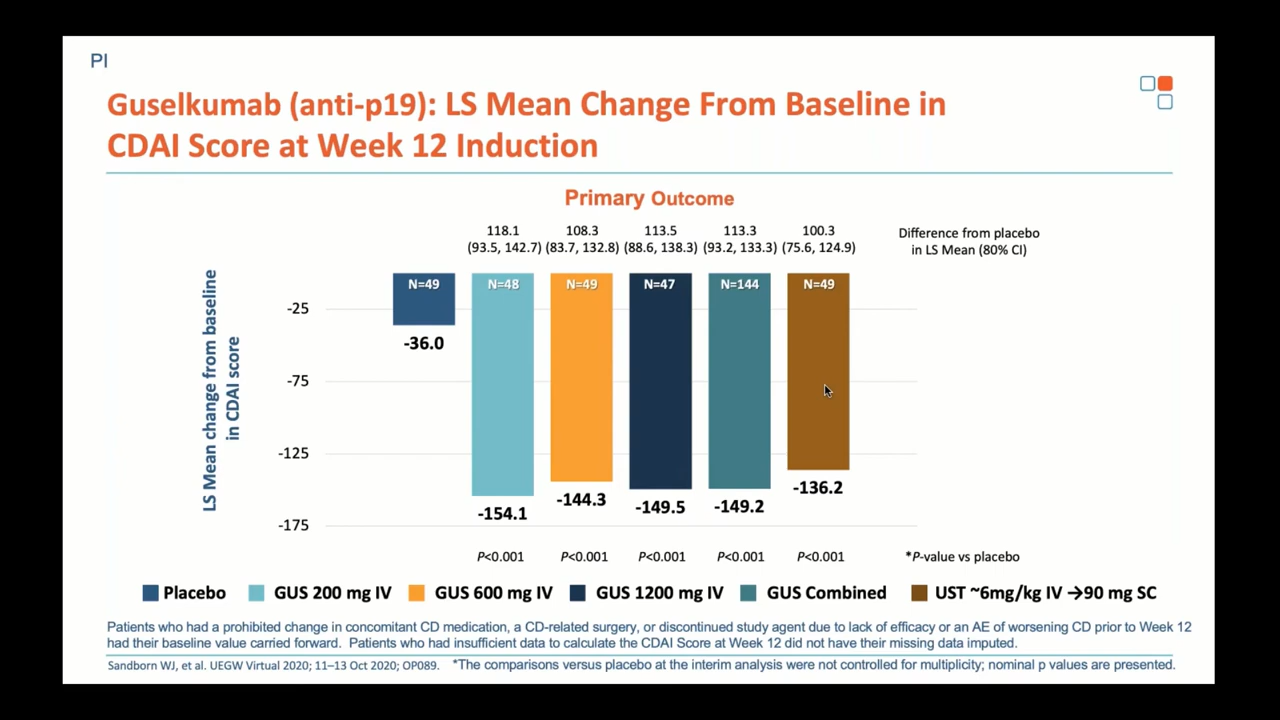 PI
Guselkumab (anti-p19): LS Mean Change From Baseline in
CDAI Score at Week 12 Induction
Primary Outcome
118.1 108.3 113.5 113.3 100.3 Difference from placebo
(93.5, 142.7) (83.7, 132.8) (88.6, 138.3) (93.2, 133.3) (75.6, 124.9) in LS Mean (80% CI)
LS Mean change from baseline
in CDAI score
N=49 N=48 N=49 N=47 N=144 N=49
-25
-36.0
-75
-125
-136.2
-144.3
-154.1 -149.5 -149.2
-175
P<0.001 P<0.001 P<0.001 P<0.001 P<0.001 *P-value vs placebo
Placebo GUS 200 mg IV GUS 600 mg IV GUS 1200 mg IV GUS Combined UST ~6mg/kg IV →90 mg SC
Patients who had a prohibited change in concomitant CD medication, a CD-related surgery, or discontinued study agent due to lack of efficacy or an AE of worsening CD prior to Week 12
had their baseline value carried forward. Patients who had insufficient data to calculate the CDAI Score at Week 12 did not have their missing data imputed.
Sandborn WJ, et al. UEGW Virtual 2020; 11–13 Oct 2020; OP089. *The comparisons versus placebo at the interim analysis were not controlled for multiplicity; nominal p values are presented.